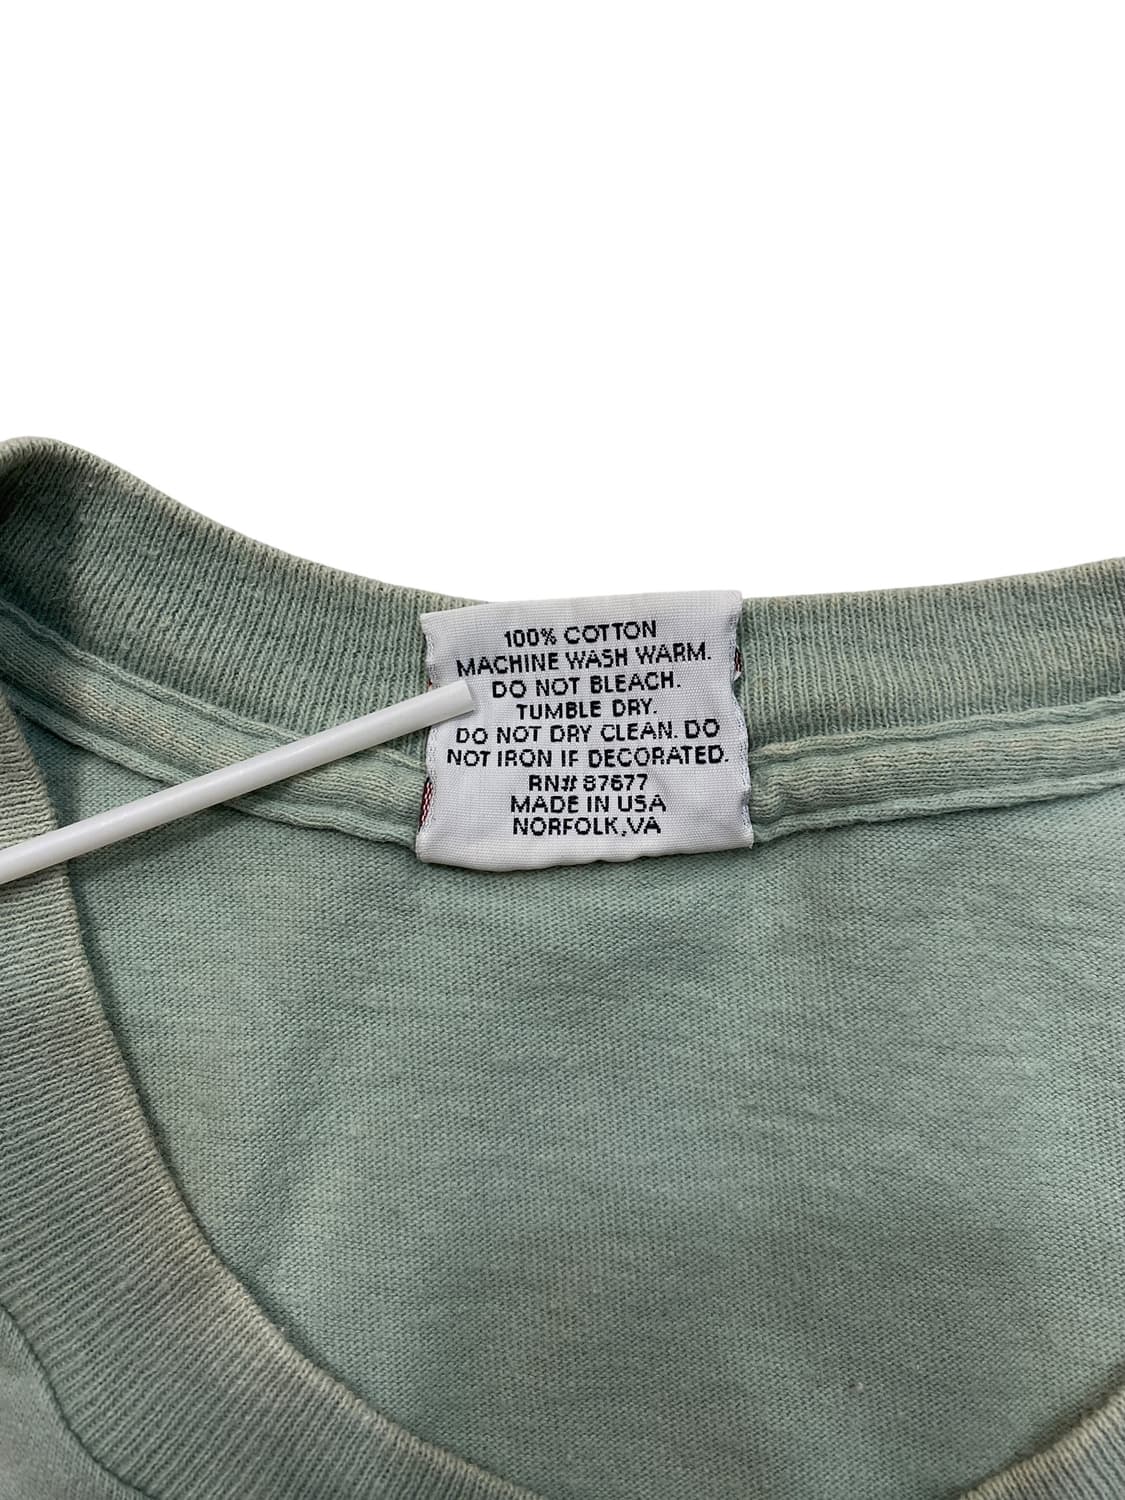 100% COTTON
MACHINE WASH WARM.
DO NOT BLEACH.
TUMBLE DRY.
DO NOT DRY CLEAN. DO
NOT IRON IF DECORATED.
RN# 87677
MADE IN USA
NORFOLK,VA